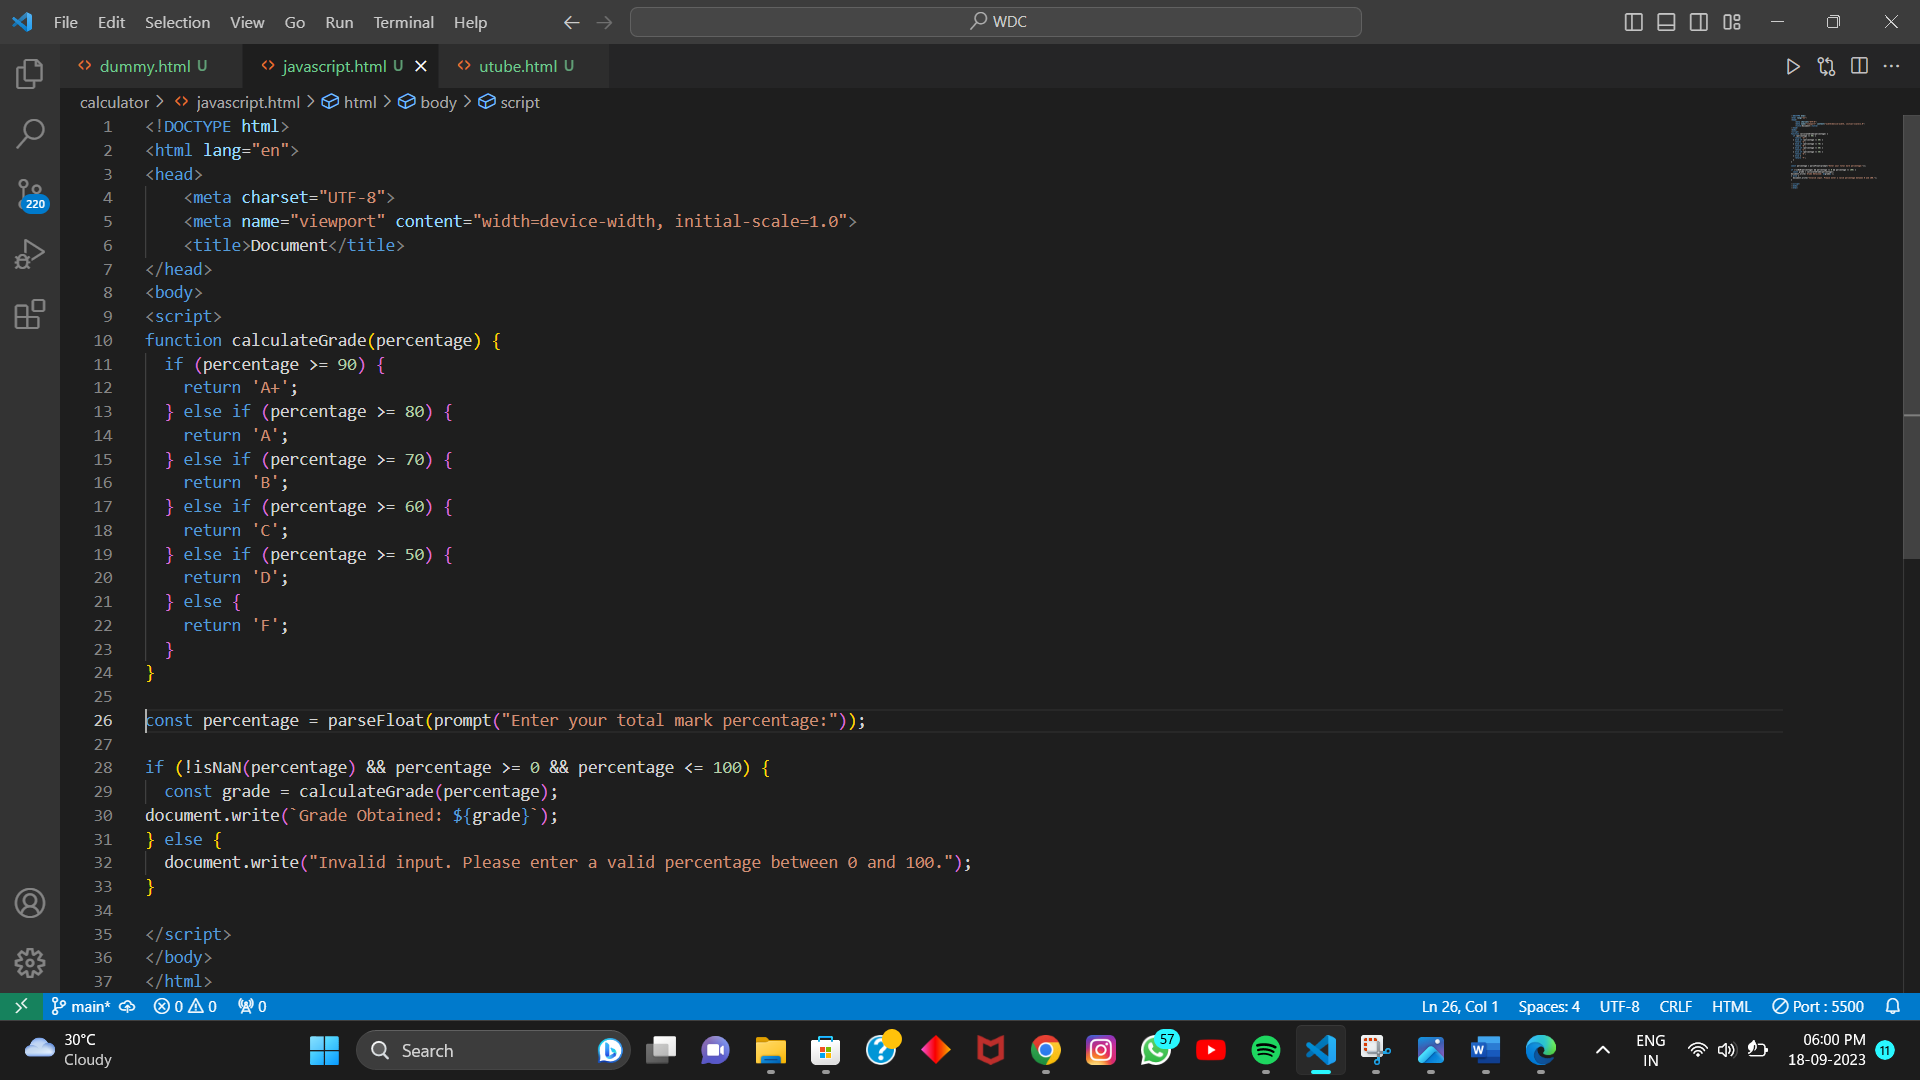 File Edit Selection View Go Run Terminal Help
WDC
dummy.html U
javascript.html U
utube.html U
calculator > javascript.html > html > body > script
1 <!DOCTYPE html>
2 <html lang="en">
3 <head>
4     <meta charset="UTF-8">
5     <meta name="viewport" content="width=device-width, initial-scale=1.0">
6     <title>Document</title>
7 </head>
8 <body>
9 <script>
10 function calculateGrade(percentage) {
11   if (percentage >= 90) {
12     return 'A+';
13   } else if (percentage >= 80) {
14     return 'A';
15   } else if (percentage >= 70) {
16     return 'B';
17   } else if (percentage >= 60) {
18     return 'C';
19   } else if (percentage >= 50) {
20     return 'D';
21   } else {
22     return 'F';
23   }
24 }
25
26 const percentage = parseFloat(prompt("Enter your total mark percentage:"));
27
28 if (!isNaN(percentage) && percentage >= 0 && percentage <= 100) {
29   const grade = calculateGrade(percentage);
30 document.write(`Grade Obtained: ${grade}`);
31 } else {
32   document.write("Invalid input. Please enter a valid percentage between 0 and 100.");
33 }
34
35 </script>
36 </body>
37 </html>
220
main* 0 0 0
Ln 26, Col 1 Spaces: 4 UTF-8 CRLF HTML Port : 5500
30°C
Cloudy
Search
57
ENG
IN
06:00 PM
18-09-2023
11